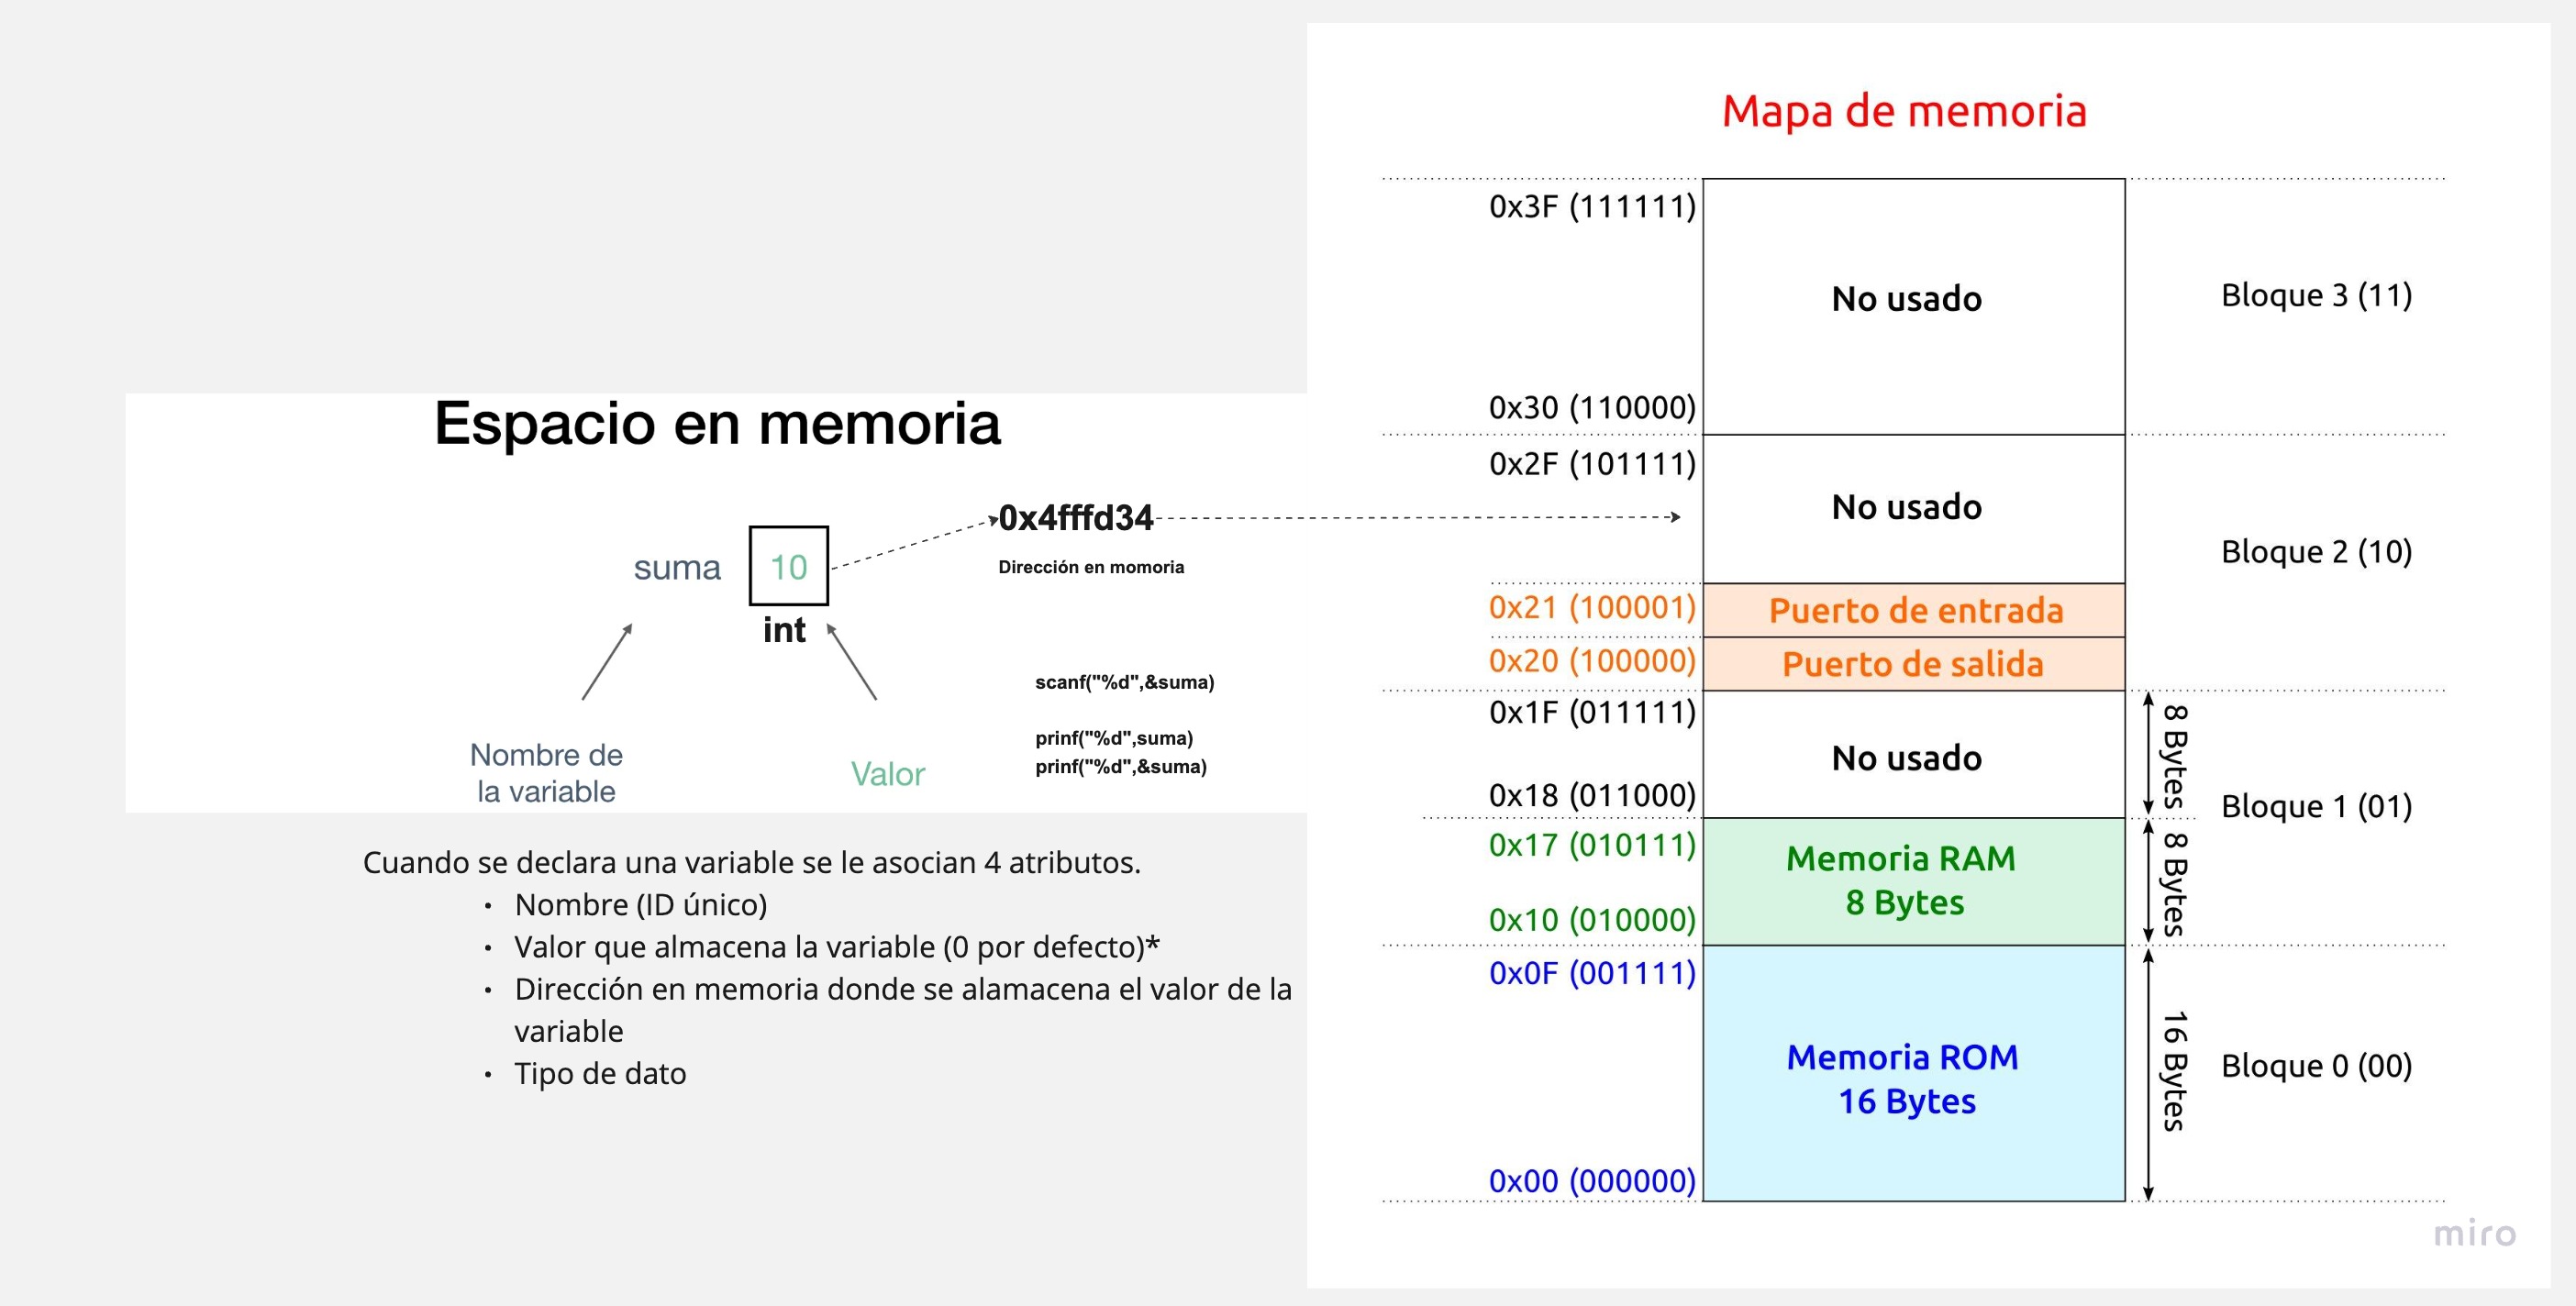 Espacio en memoria
suma
10
int
0x4fffd34
Dirección en momoria
Nombre de
la variable
Valor
scanf("%d",&suma)
prinf("%d",suma)
prinf("%d",&suma)
Cuando se declara una variable se le asocian 4 atributos.
• Nombre (ID único)
• Valor que almacena la variable (0 por defecto)*
• Dirección en memoria donde se alamacena el valor de la
variable
• Tipo de dato
Mapa de memoria
0x3F (111111)
No usado
Bloque 3 (11)
0x30 (110000)
0x2F (101111)
No usado
Bloque 2 (10)
0x21 (100001)
Puerto de entrada
0x20 (100000)
Puerto de salida
0x1F (011111)
No usado
8 Bytes
0x18 (011000)
Bloque 1 (01)
0x17 (010111)
Memoria RAM
8 Bytes
8 Bytes
0x10 (010000)
0x0F (001111)
Memoria ROM
16 Bytes
16 Bytes
Bloque 0 (00)
0x00 (000000)
miro